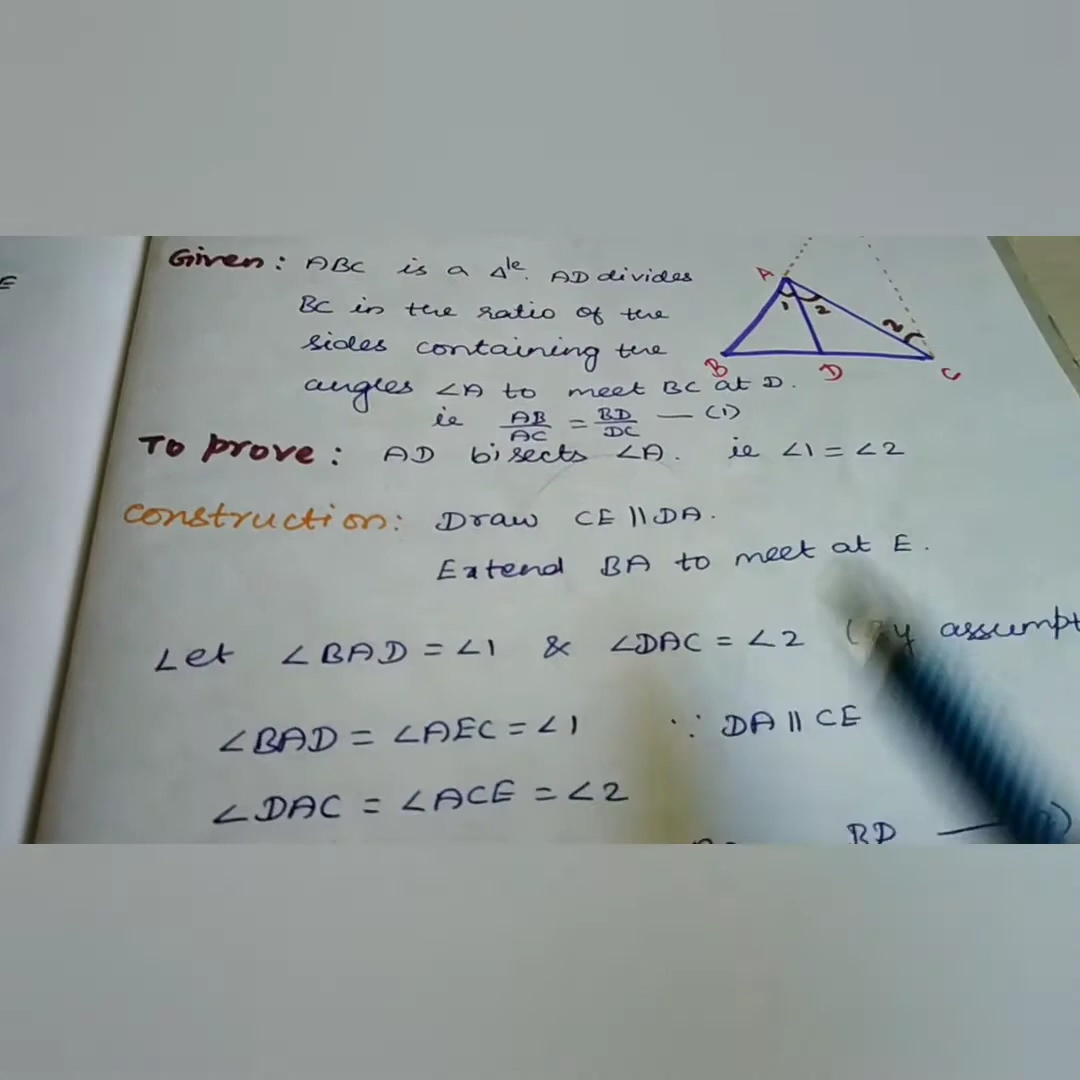 Given: ABC is a Δle. AD divides
BC in the ratio of the
sides containing the
angles ∠A to meet BC at D.
ie AB/AC = BD/DC — (1)
To prove: AD bisects ∠A. ie ∠1 = ∠2
Construction: Draw CE || DA.
Extend BA to meet at E.
Let ∠BAD = ∠1 & ∠DAC = ∠2 (By assumpt
∠BAD = ∠AEC = ∠1 ∵ DA || CE
∠DAC = ∠ACE = ∠2
BD —
A
1 2
2
B D C
E